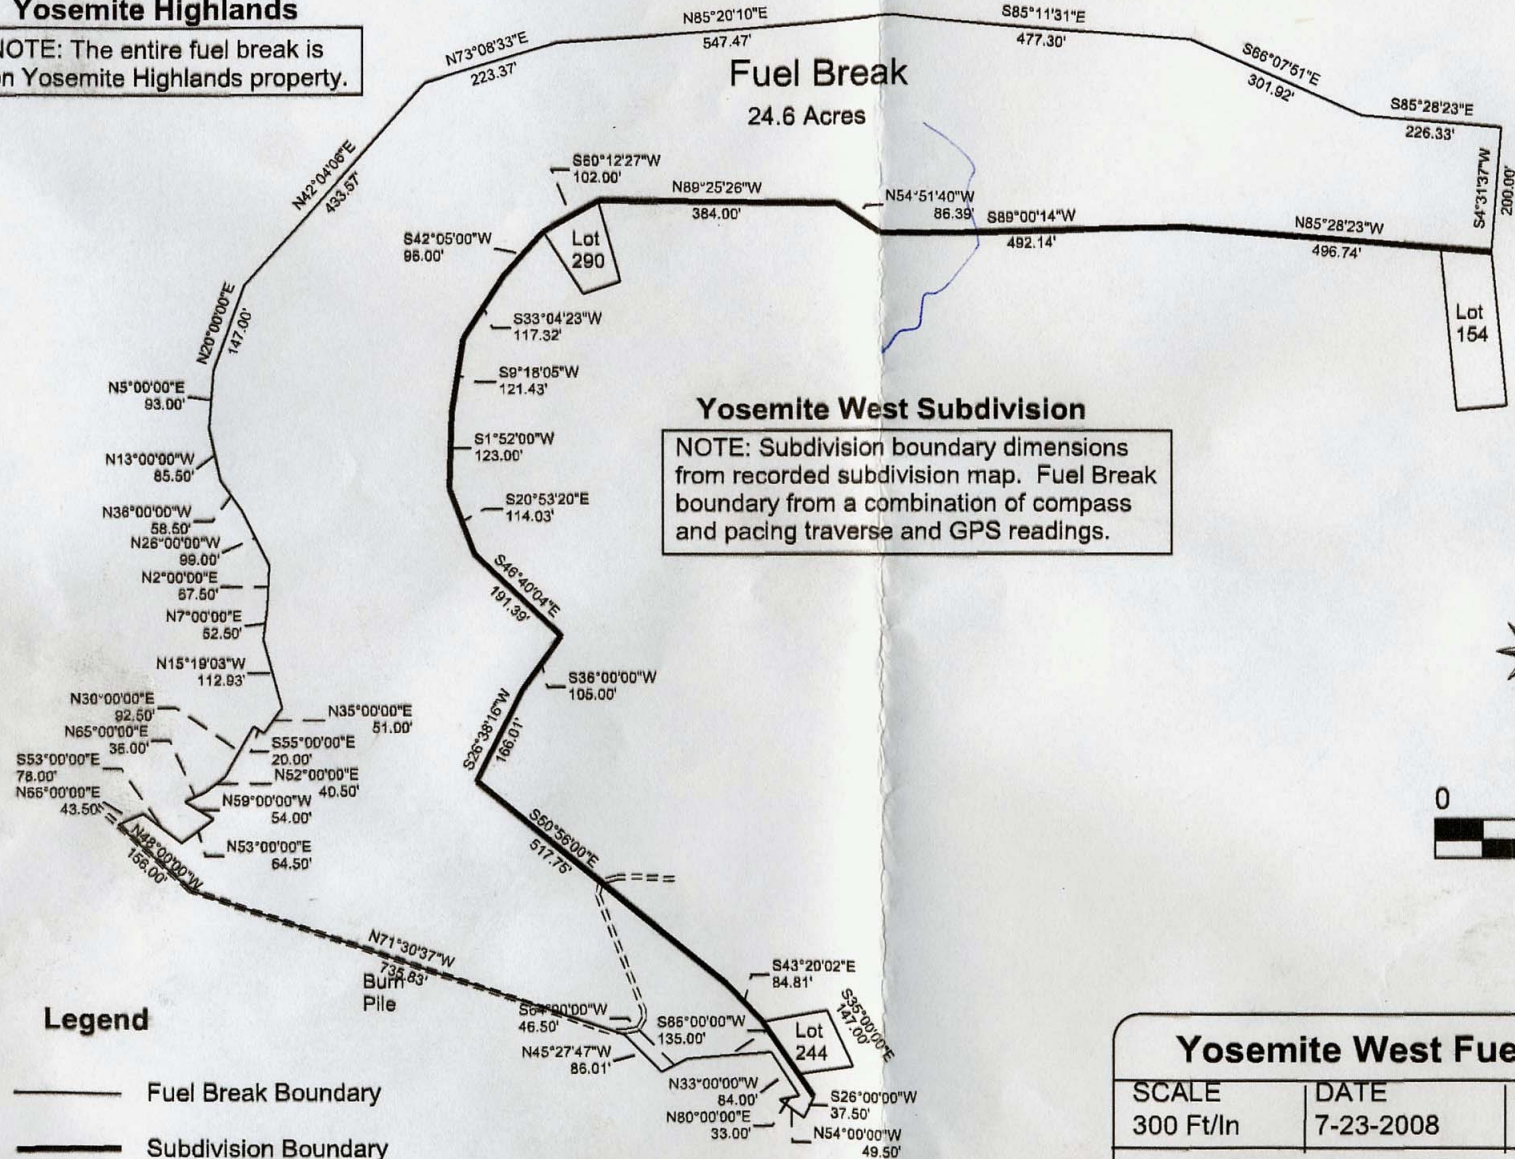 Yosemite Highlands
NOTE: The entire fuel break is
on Yosemite Highlands property.
N73°08'33"E
223.37'
N85°20'10"E
547.47'
S85°11'31"E
477.30'
S66°07'51"E
301.92'
S85°28'23"E
226.33'
S4°31'37"W
200.00'
Fuel Break
24.6 Acres
N42°04'06"E
433.57'
S60°12'27"W
102.00'
N89°25'26"W
384.00'
N54°51'40"W
86.39
S89°00'14"W
492.14'
N85°28'23"W
496.74'
S42°05'00"W
96.00'
Lot
290
Lot
154
N20°00'00"E
147.00'
S33°04'23"W
117.32'
N5°00'00"E
93.00'
S9°18'05"W
121.43'
Yosemite West Subdivision
NOTE: Subdivision boundary dimensions
from recorded subdivision map. Fuel Break
boundary from a combination of compass
and pacing traverse and GPS readings.
N13°00'00"W
85.50'
S1°52'00"W
123.00'
N36°00'00"W
58.50'
S20°53'20"E
114.03'
N26°00'00"W
99.00'
N2°00'00"E
67.50'
S46°40'04"E
191.39'
N7°00'00"E
52.50'
N15°19'03"W
112.93'
S36°00'00"W
105.00'
S26°38'16"W
166.01'
N30°00'00"E
92.50'
N35°00'00"E
51.00'
N65°00'00"E
36.00'
S55°00'00"E
20.00'
S53°00'00"E
78.00'
N52°00'00"E
40.50'
N66°00'00"E
43.50'
N59°00'00"W
54.00'
N48°00'00"W
156.00'
N53°00'00"E
64.50'
S50°56'00"E
517.75'
0
N71°30'37"W
735.83'
Burn
Pile
S43°20'02"E
84.81'
S35°00'00"E
147.00'
S64°00'00"W
46.50'
S86°00'00"W
135.00'
Lot
244
N45°27'47"W
86.01'
N33°00'00"W
84.00'
S26°00'00"W
37.50'
N80°00'00"E
33.00'
N54°00'00"W
49.50'
Legend
Fuel Break Boundary
Subdivision Boundary
Yosemite West Fue
SCALE
300 Ft/In
DATE
7-23-2008